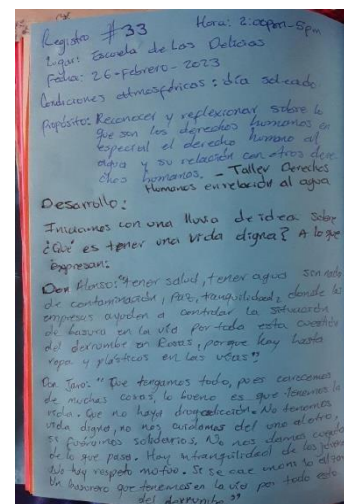 Registro #33 Hora: 2:00pm-5pm
Lugar: Escuela de Las Delicias
Fecha: 26-Febrero-2023
Condiciones atmosféricas: día soleado
Propósito: Reconocer y reflexionar sobre lo
que son los derechos humanos en
especial el derecho humano al
agua y su relación con otros dere
chos humanos. - Taller Derechos
Humanos en relación al agua
Desarrollo:
Iniciamos con una lluvia de idea sobre
¿Qué es tener una vida digna? A lo que
expresan:
Don Alonso: "tener salud, tener agua sin nada
de contaminación, Paz, tranquilidad, donde las
empresas ayuden a controlar la situación
de basura en la vía por toda esta cuestión
del derrumbe en Rosas, porque hay hasta
ropa y plásticos en las vías"
Don Jairo: "Que tengamos todo, pues carecemos
de muchas cosas, lo bueno es que tenemos la
vida. Que no haya drogadicción. No tenemos
vida digna, no nos cuidamos del uno al otro,
si fuéramos solidarios. No nos damos cuenta
de lo que pasa. Hay intranquilidad de los jóvenes
No hay respeto mutuo. Si se cae uno lo alzan
Un basurero que tenemos en la vía por todo esto
del derrumbe"